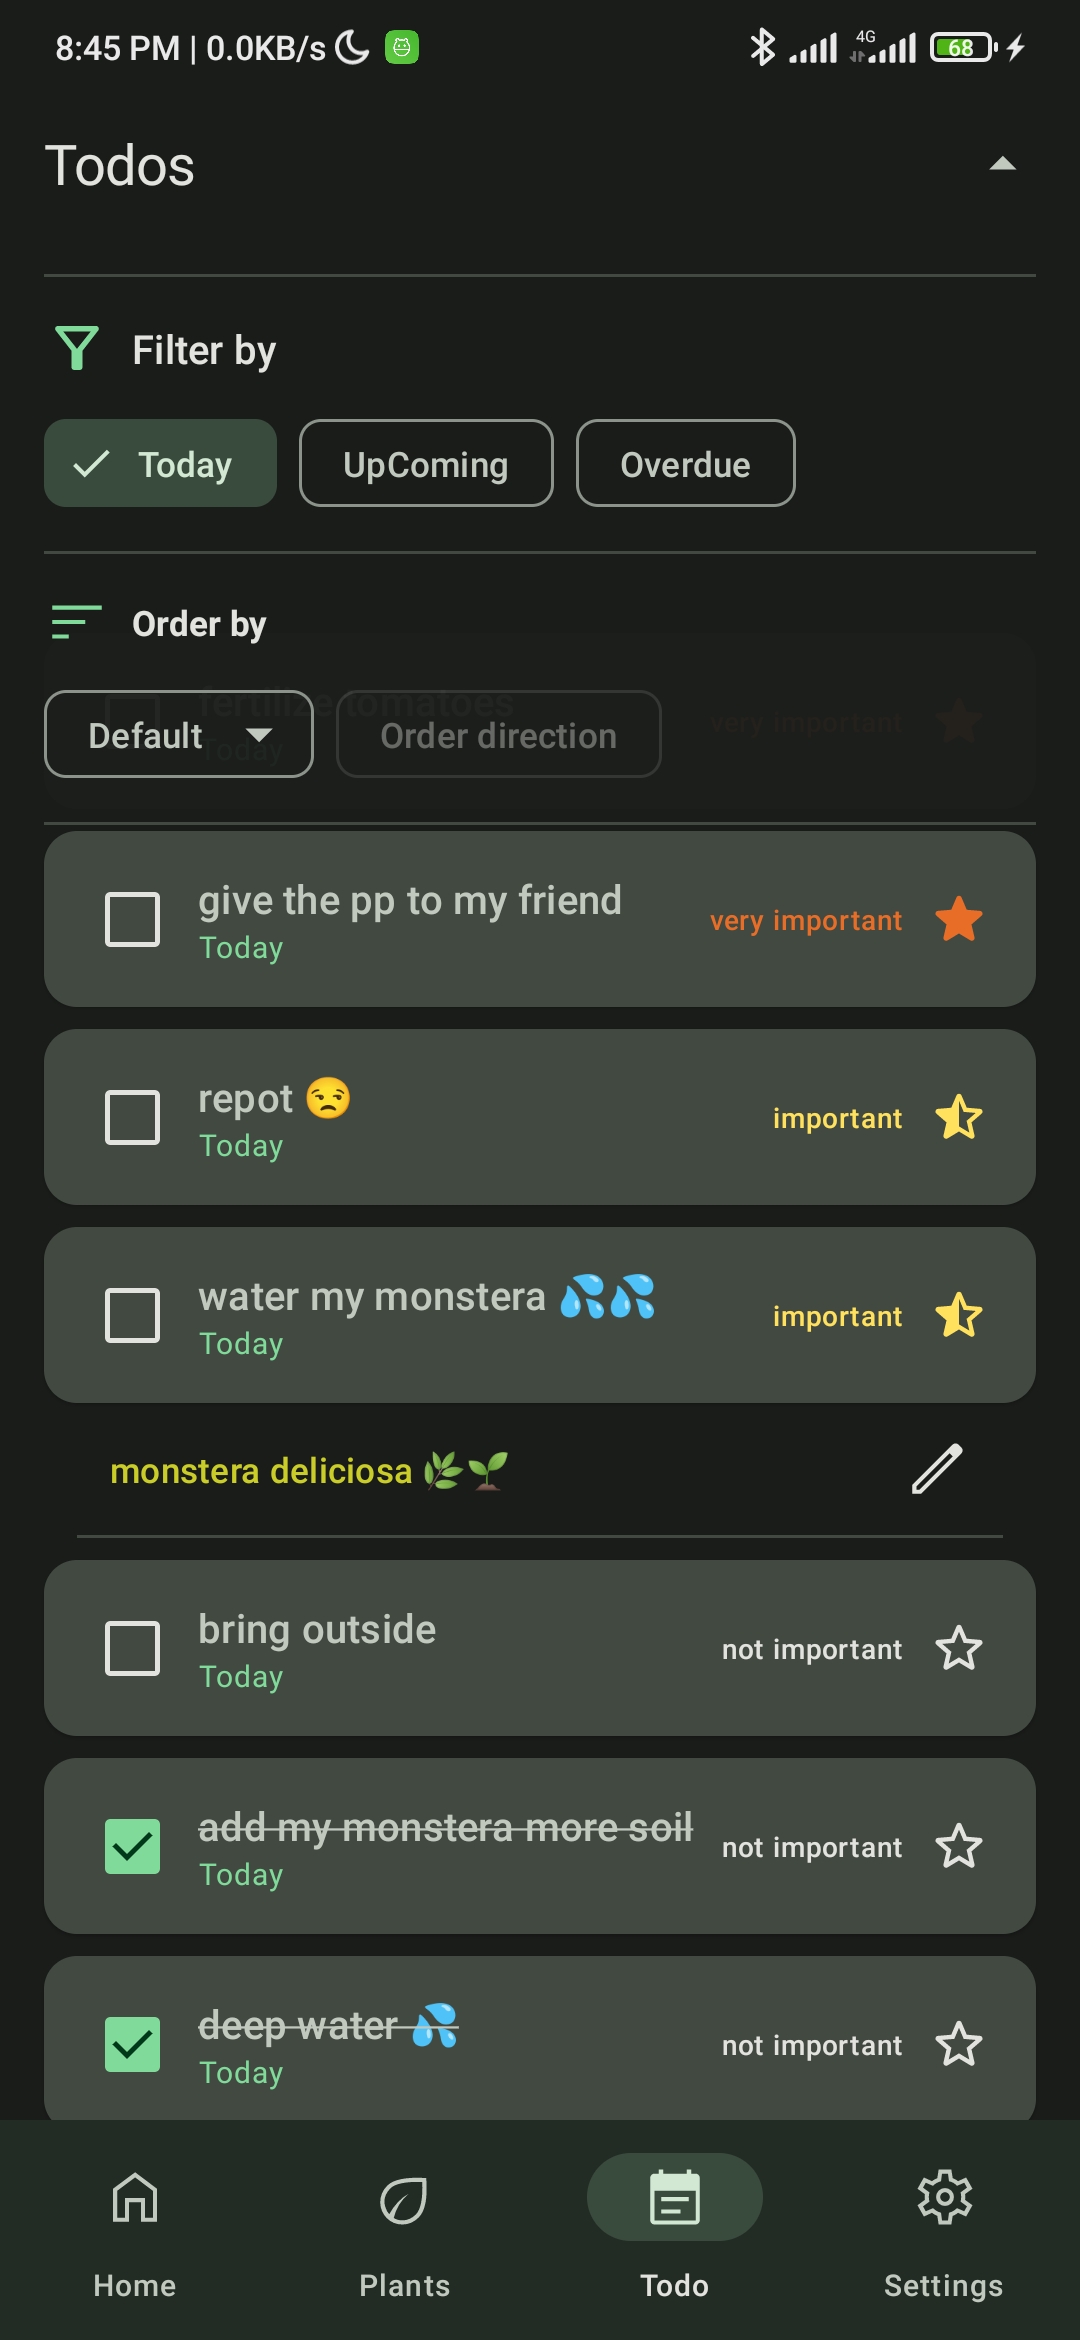 8:45 PM | 0.0KB/s 4G 68
Todos
Filter by
Today UpComing Overdue
Order by
fertilize tomatoes
very important
Default Order direction
Today
give the pp to my friend
very important
Today
repot 😒
important
Today
water my monstera 💦💦
important
Today
monstera deliciosa 🌿🌱
bring outside
not important
Today
add my monstera more soil
not important
Today
deep water 💦
not important
Today
Home Plants Todo Settings